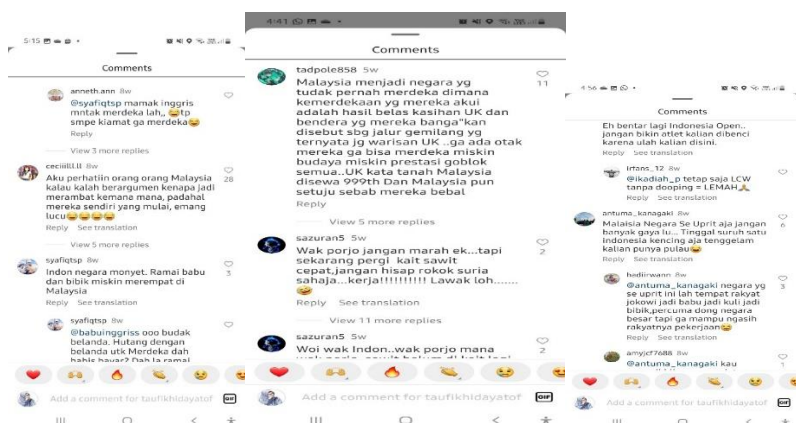 5:15
Comments
anneth.ann 8w
@syafiqtsp mamak inggris
mntak merdeka lah,, 😂tp
smpe kiamat ga merdeka😂
Reply
View 3 more replies
ceciiilll.ll 8w
Aku perhatiin orang orang Malaysia
kalau kalah berargumen kenapa jadi
merambat kemana mana, padahal
mereka sendiri yang mulai, emang
lucu😂😂😂😂
28
Reply See translation
View 5 more replies
syafiqtsp 8w
Indon negara monyet. Ramai babu
dan bibik miskin merempat di
Malaysia
3
Reply See translation
syafiqtsp 8w
@babuinggriss ooo budak
belanda. Hutang dengan
belanda utk Merdeka dah
habis bayar? Dah la ramai
Add a comment for taufikhidayatof
GIF
4:41
Comments
tadpole858 5w
Malaysia menjadi negara yg
tudak pernah merdeka dimana
kemerdekaan yg mereka akui
adalah hasil belas kasihan UK dan
bendera yg mereka banga"kan
disebut sbg jalur gemilang yg
ternyata jg warisan UK ..ga ada otak
mereka ga bisa merdeka miskin
budaya miskin prestasi goblok
semua..UK kata tanah Malaysia
disewa 999th Dan Malaysia pun
setuju sebab mereka bebal
11
Reply
View 5 more replies
sazuran5 5w
Wak porjo jangan marah ek...tapi
sekarang pergi kait sawit
cepat,jangan hisap rokok suria
sahaja...kerja!!!!!!!!!! Lawak loh.......
🤣
2
Reply See translation
View 11 more replies
sazuran5 5w
Woi wak Indon..wak porjo mana
2
Add a comment for taufikhidayatof
GIF
4:56
Comments
Eh bentar lagi Indonesia Open..
jangan bikin atlet kalian dibenci
karena ulah kalian disini.
Reply See translation
irfans_12 8w
@ikadiah_p tetap saja LCW
tanpa dooping = LEMAH🙏
Reply See translation
antuma_kanagaki 8w
Malaisia Negara Se Uprit aja jangan
banyak gaya lu... Tinggal suruh satu
Indonesia kencing aja tenggelam
kalian punya pulau😂
6
Reply See translation
hadiirwann 8w
@antuma_kanagaki negara yg
se uprit ini lah tempat rakyat
jokowi jadi babu jadi kuli jadi
bibik,percuma dong negara
besar tapi ga mampu ngasih
rakyatnya pekerjaan😂
3
Reply See translation
amyjcf7688 8w
@antuma_kanagaki kau
1
Add a comment for taufikhidayatof
GIF